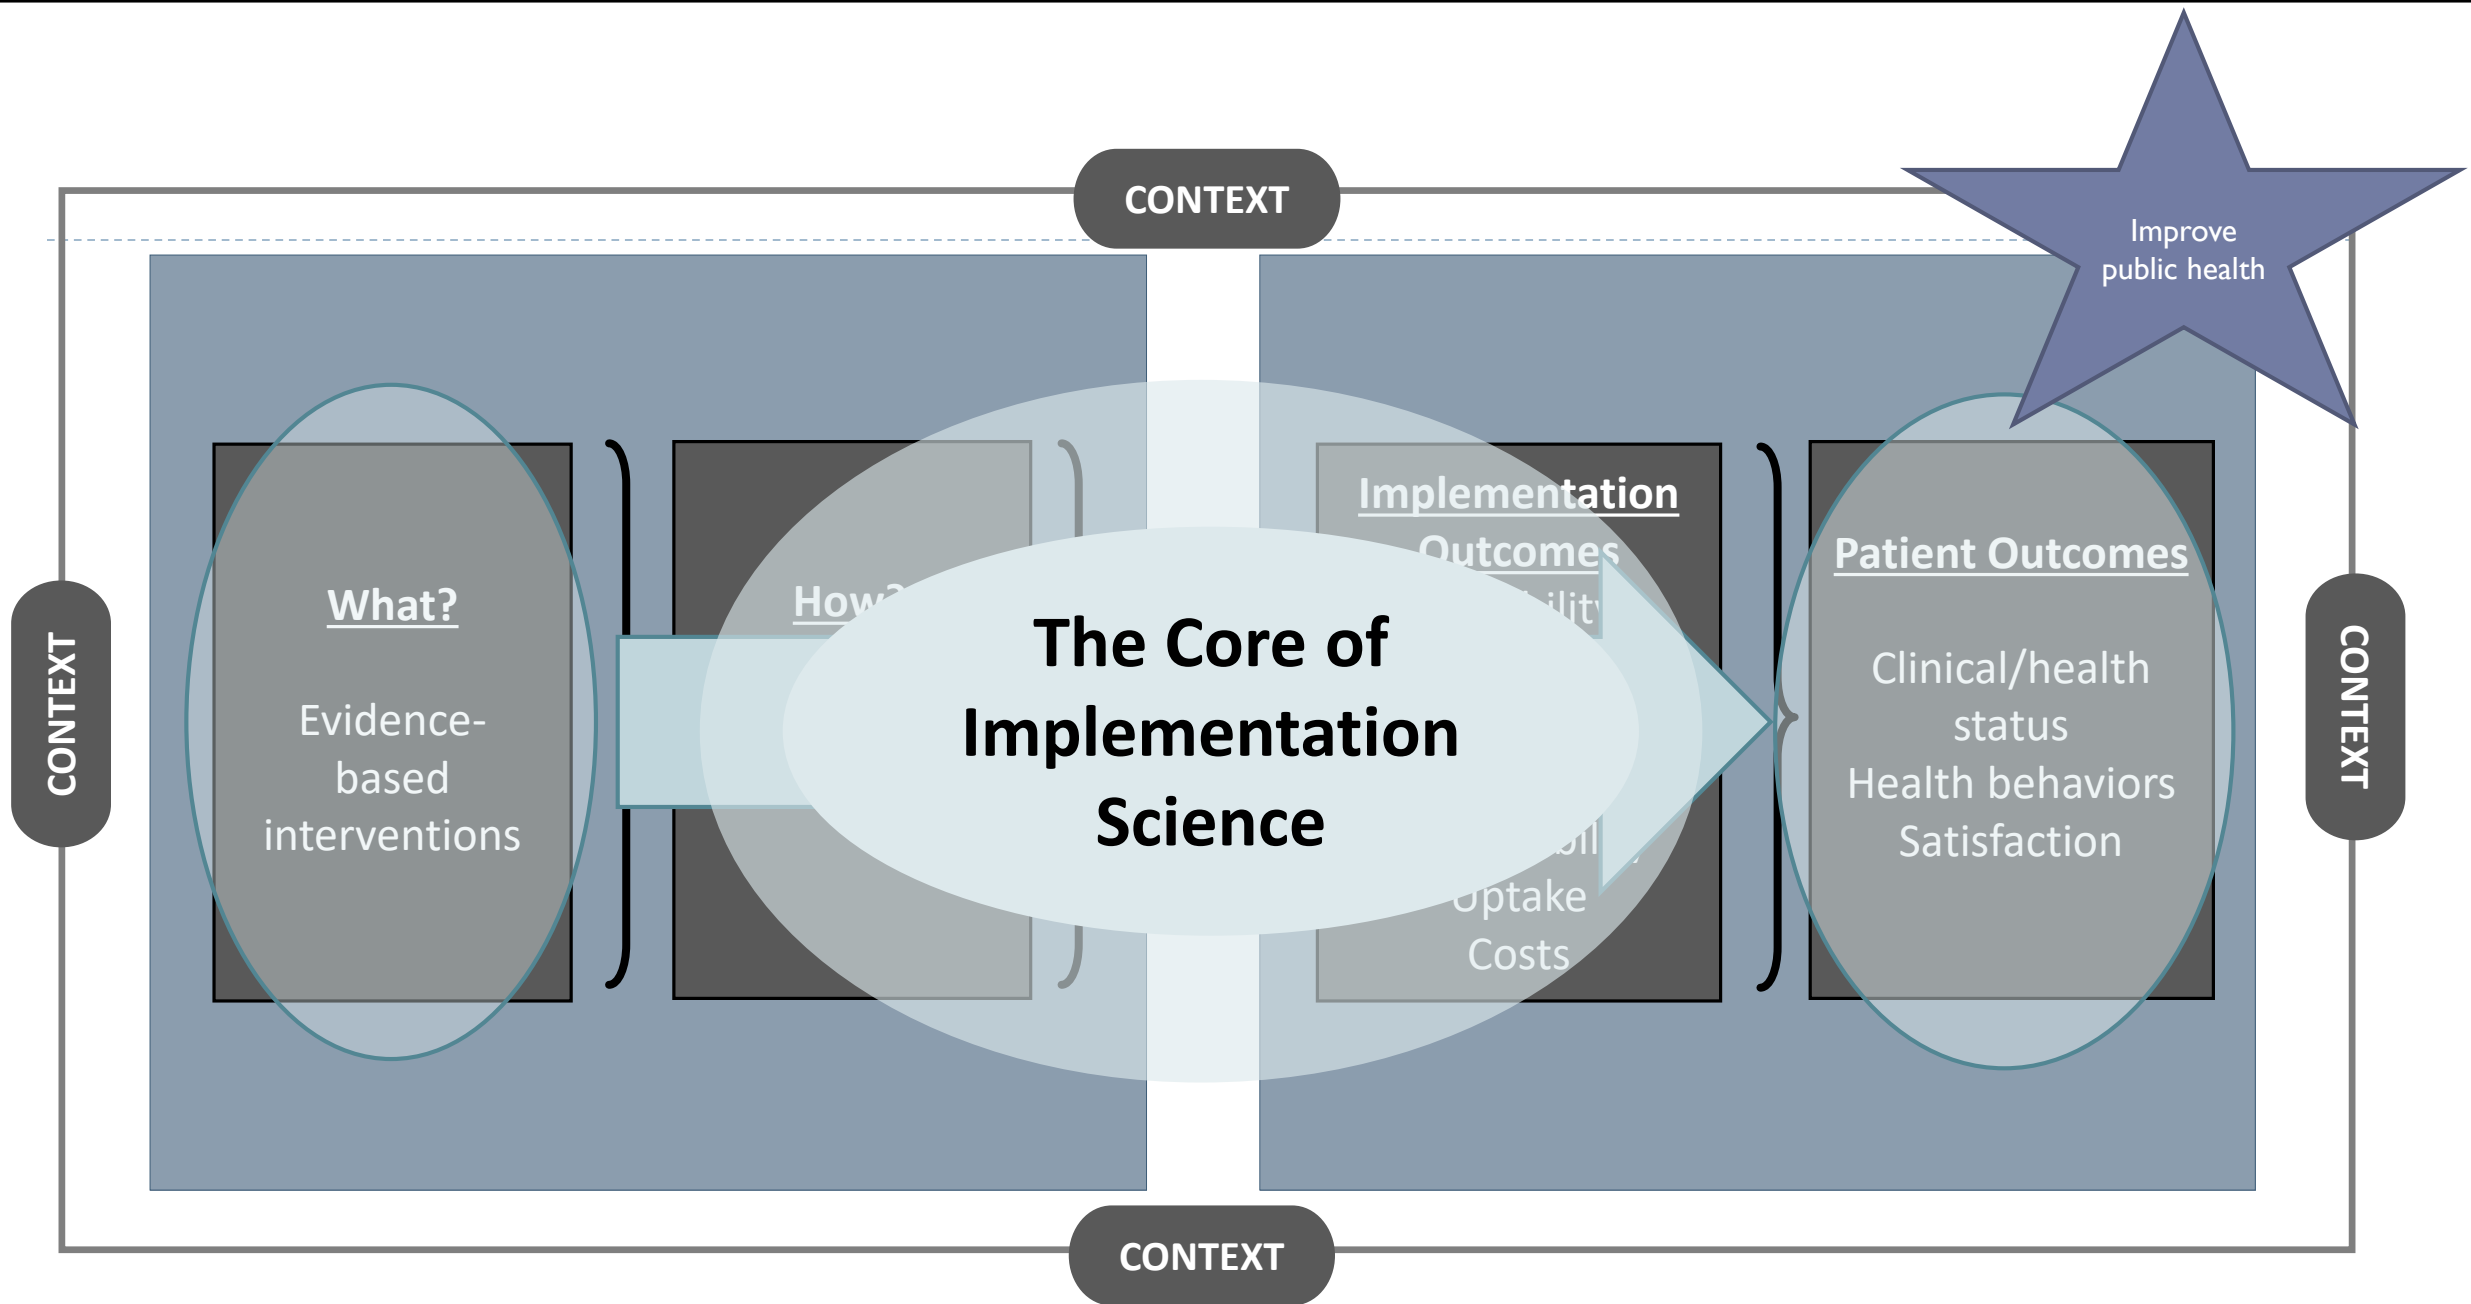 CONTEXT
Improve
public health
CONTEXT
What?
Evidence-
based
interventions
How?
The Core of
Implementation
Science
Implementation
Outcomes
Uptake
Costs
Patient Outcomes
Clinical/health
status
Health behaviors
Satisfaction
CONTEXT
CONTEXT